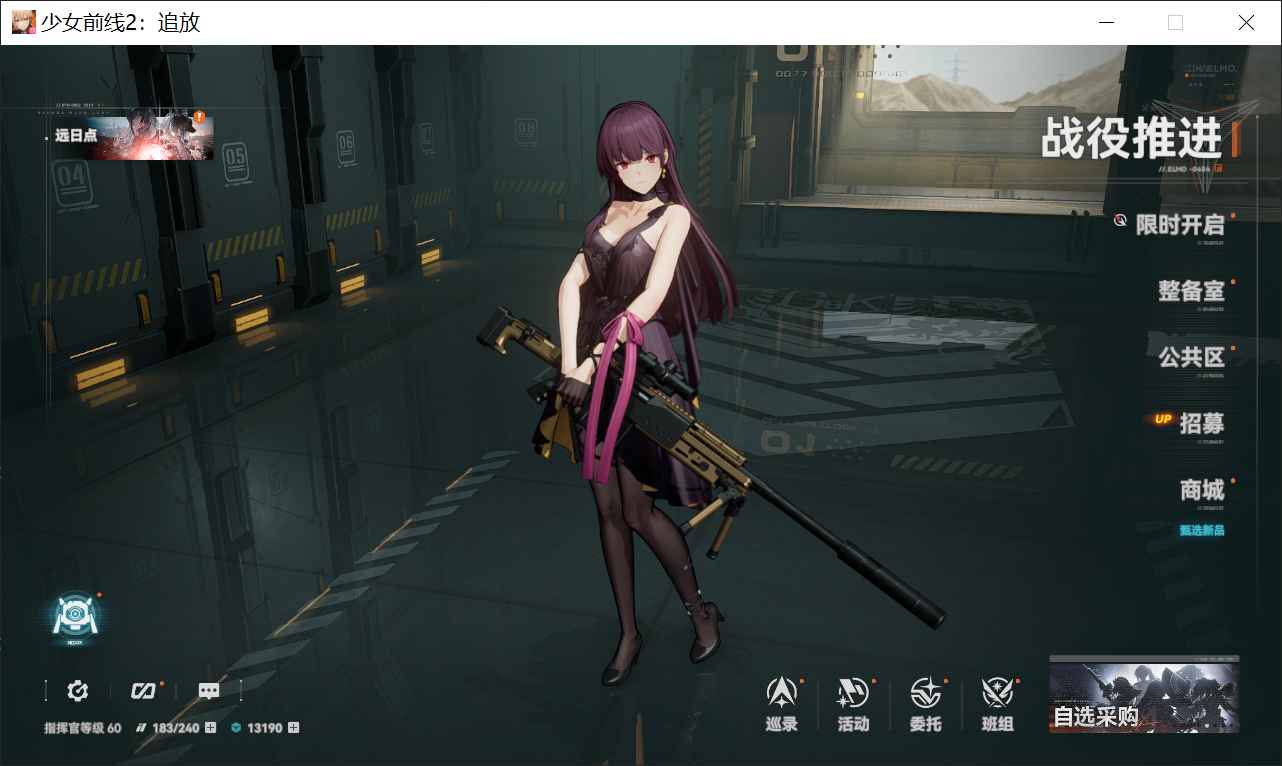 少女前线2：追放
远日点
04
05
06
07
08
战役推进
//.ELMO -0404
限时开启
整备室
公共区
UP 招募
商城
甄选新品
01
指挥官等级 60
183/240
13190
巡录
活动
委托
班组
自选采购